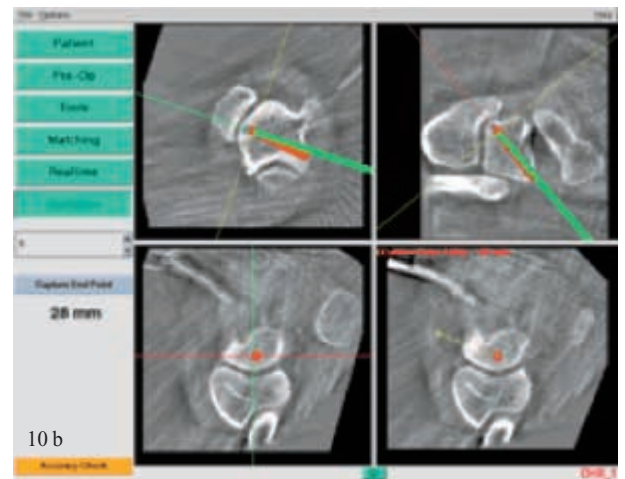 File Options Help
Patient
Pre-Op
Tools
Matching
Realtime
Capture End Point
28 mm
10 b
Accuracy Check